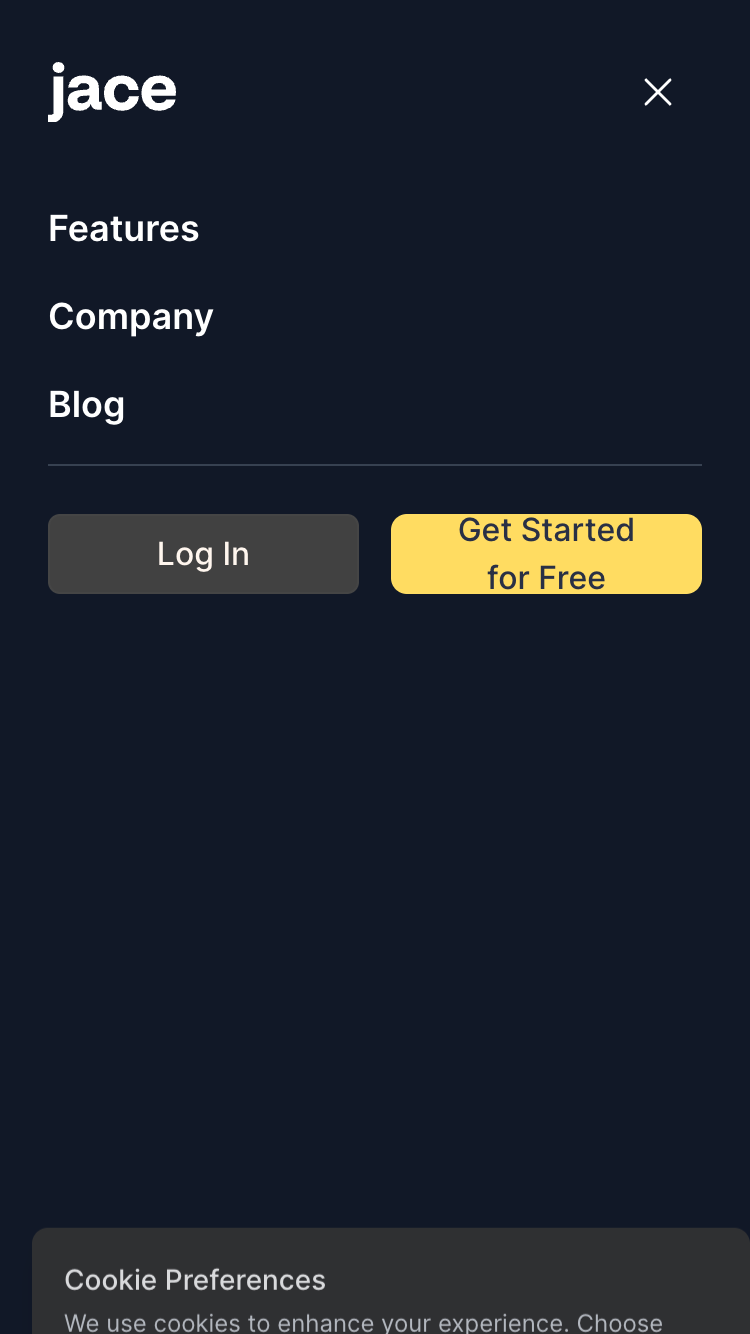 jace
Features
Company
Blog
Log In
Get Started
for Free
Cookie Preferences
We use cookies to enhance your experience. Choose